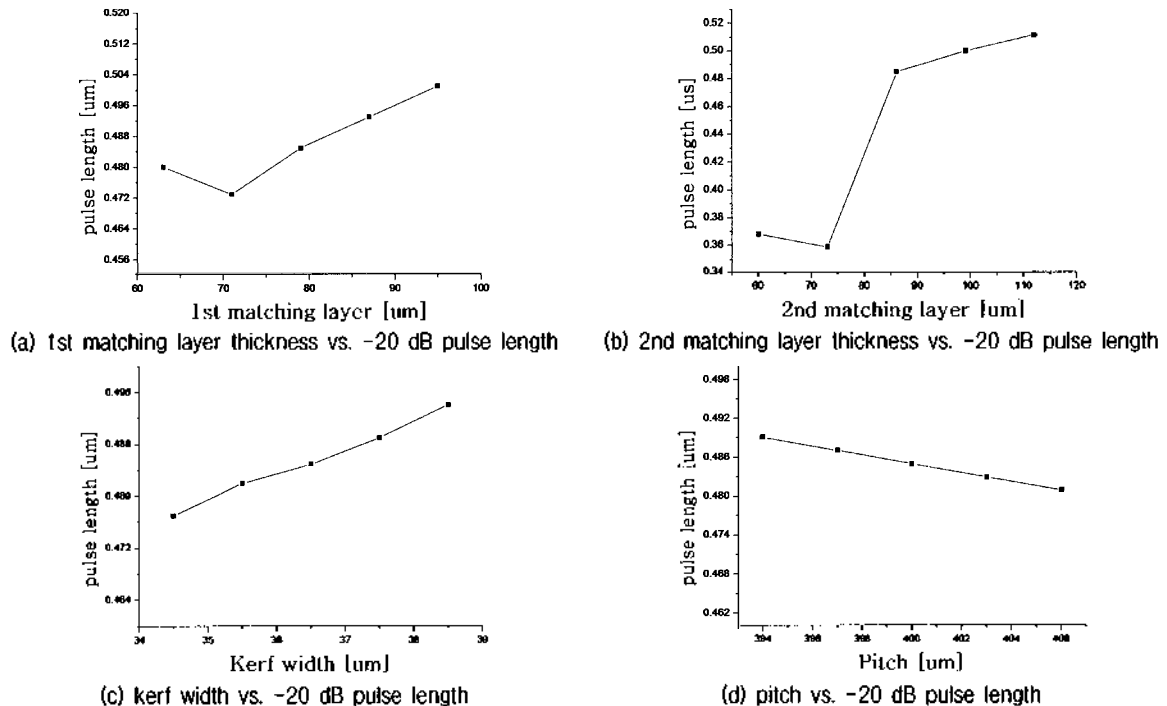 0.520
0.512
0.504
0.496
0.488
0.480
0.472
0.464
0.456
pulse length [um]
60 70 80 90 100
1st matching layer [um]
(a) 1st matching layer thickness vs. -20 dB pulse length
0.50
0.48
0.46
0.44
0.42
0.40
0.38
0.36
0.34
pulse length [us]
60 70 80 90 100 110 120
2nd matching layer [um]
(b) 2nd matching layer thickness vs. -20 dB pulse length
0.496
0.488
0.480
0.472
0.464
pulse length [um]
34 35 36 37 38 39
Kerf width [um]
(c) kerf width vs. -20 dB pulse length
0.498
0.492
0.486
0.480
0.474
0.468
0.462
pulse length [um]
394 396 398 400 402 404 406
Pitch [um]
(d) pitch vs. -20 dB pulse length